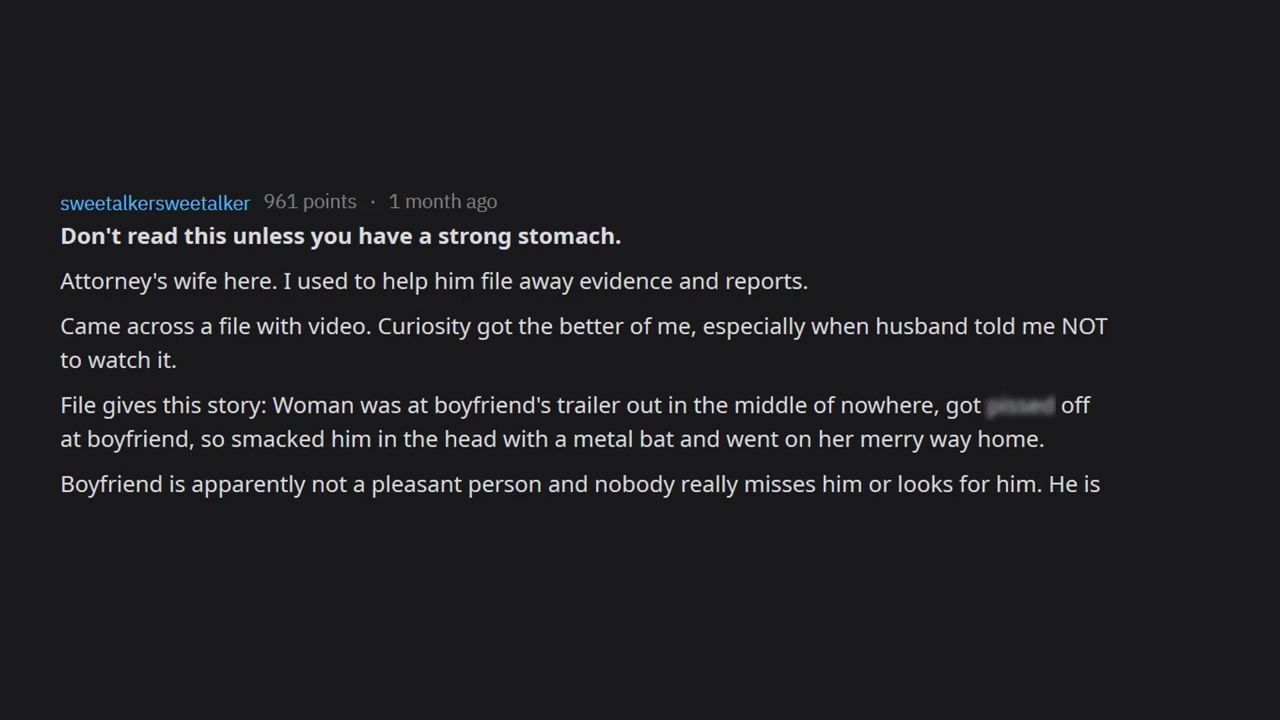 sweetalkersweetalker 961 points · 1 month ago
Don't read this unless you have a strong stomach.
Attorney's wife here. I used to help him file away evidence and reports.
Came across a file with video. Curiosity got the better of me, especially when husband told me NOT
to watch it.
File gives this story: Woman was at boyfriend's trailer out in the middle of nowhere, got pissed off
at boyfriend, so smacked him in the head with a metal bat and went on her merry way home.
Boyfriend is apparently not a pleasant person and nobody really misses him or looks for him. He is